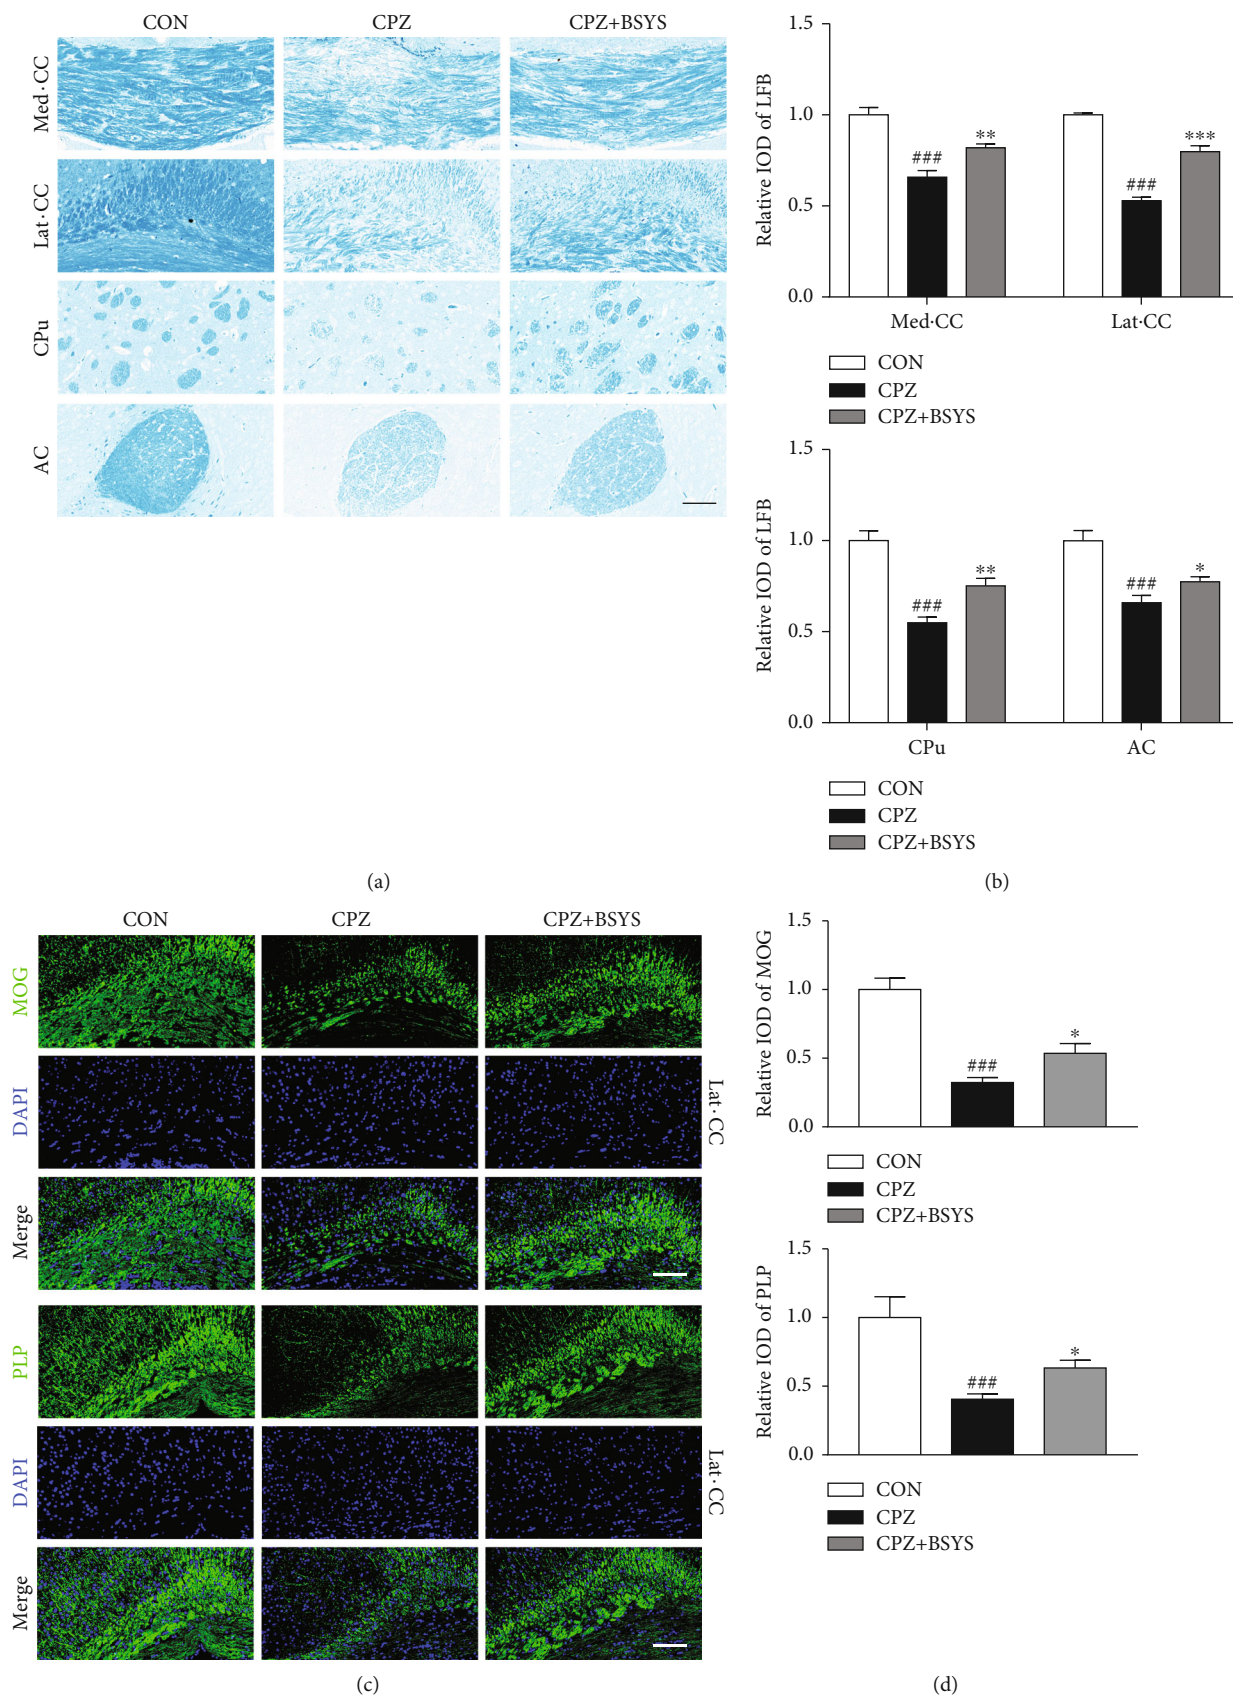 CON CPZ CPZ+BSYS
Med·CC
Lat·CC
CPu
AC
(a)
Relative IOD of LFB
1.5
1.0
0.5
0.0
###
**
###
***
Med·CC Lat·CC
CON
CPZ
CPZ+BSYS
Relative IOD of LFB
1.5
1.0
0.5
0.0
###
**
###
*
CPu AC
CON
CPZ
CPZ+BSYS
(b)
CON CPZ CPZ+BSYS
MOG
DAPI
Merge
Lat·CC
PLP
DAPI
Merge
Lat·CC
(c)
Relative IOD of MOG
1.5
1.0
0.5
0.0
###
*
CON
CPZ
CPZ+BSYS
Relative IOD of PLP
1.5
1.0
0.5
0.0
###
*
CON
CPZ
CPZ+BSYS
(d)